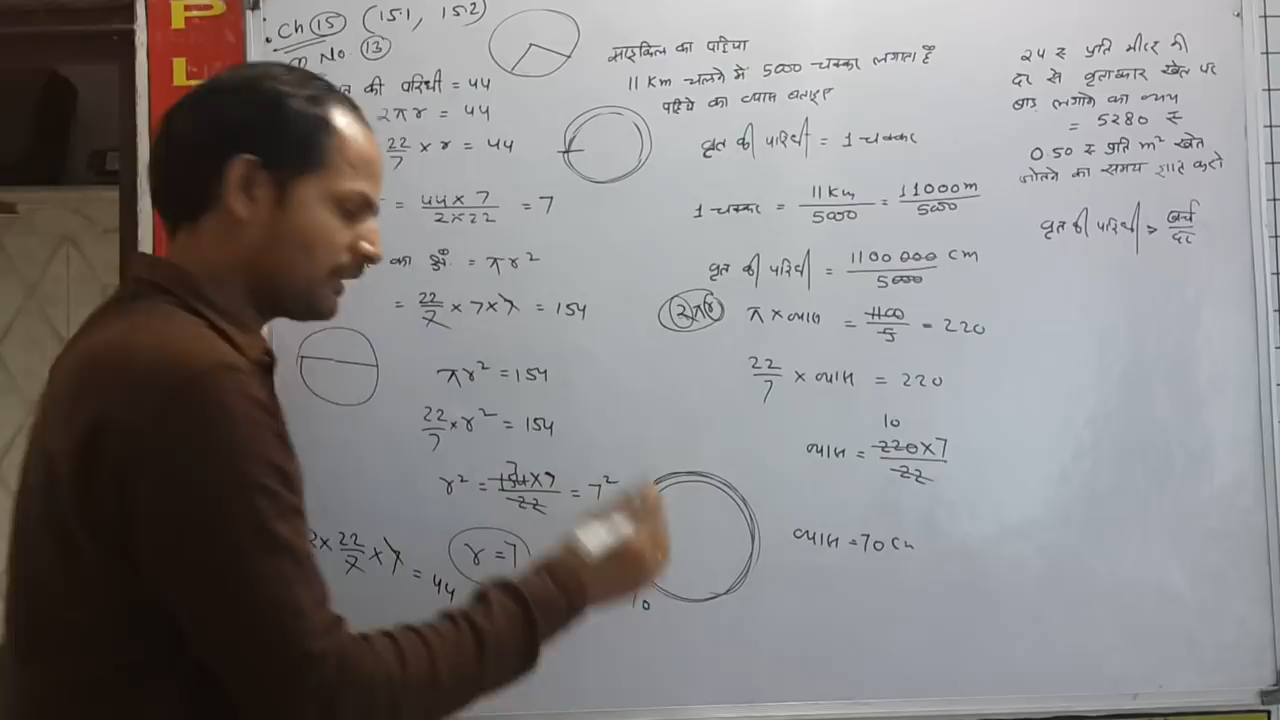 P
L
Ch 15 (15.1, 15.2)
No. 13
की परिधी = 44
2πr = 44
22/7 × r = 44
= 44×7/2×22 = 7
का क्षे० = πr²
= 22/7 × 7×7 = 154
πr² = 154
22/7 × r² = 154
r² = 154×7/22 = 7²
7
r = 7
2× 22/7 × 7 = 44
10
साइकिल का पहिया
11 Km चलने में 5000 चक्कर लगाता है
पहिये का व्यास बताइए
वृत की परिधी = 1 चक्कर
1 चक्कर = 11Km/5000 = 11000m/5000
वृत की परिधी = 1100000 cm/5000
2πr π × व्यास = 1100/5 = 220
22/7 × व्यास = 220
10
व्यास = 220×7/22
व्यास = 70 cm
24 ₹ प्रति मीटर की
दर से वृताकार खेत पर
बाड़ लगाने का व्यय
= 5280 ₹
0.50 ₹ प्रति m² खेत
जोतने का समय ज्ञात करो
वृत की परिधी = खर्च/दर